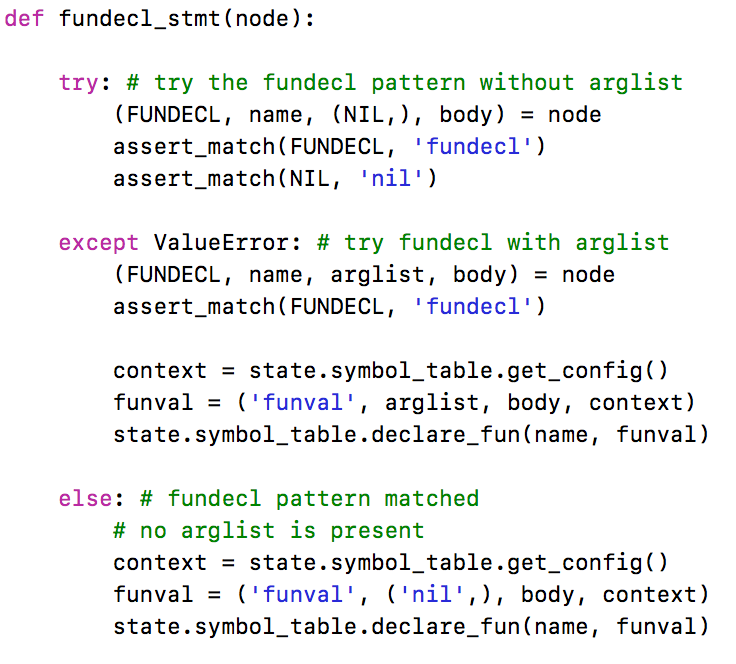 def fundecl_stmt(node):
    try: # try the fundecl pattern without arglist
        (FUNDECL, name, (NIL,), body) = node
        assert_match(FUNDECL, 'fundecl')
        assert_match(NIL, 'nil')
    except ValueError: # try fundecl with arglist
        (FUNDECL, name, arglist, body) = node
        assert_match(FUNDECL, 'fundecl')
        context = state.symbol_table.get_config()
        funval = ('funval', arglist, body, context)
        state.symbol_table.declare_fun(name, funval)
    else: # fundecl pattern matched
        # no arglist is present
        context = state.symbol_table.get_config()
        funval = ('funval', ('nil',), body, context)
        state.symbol_table.declare_fun(name, funval)